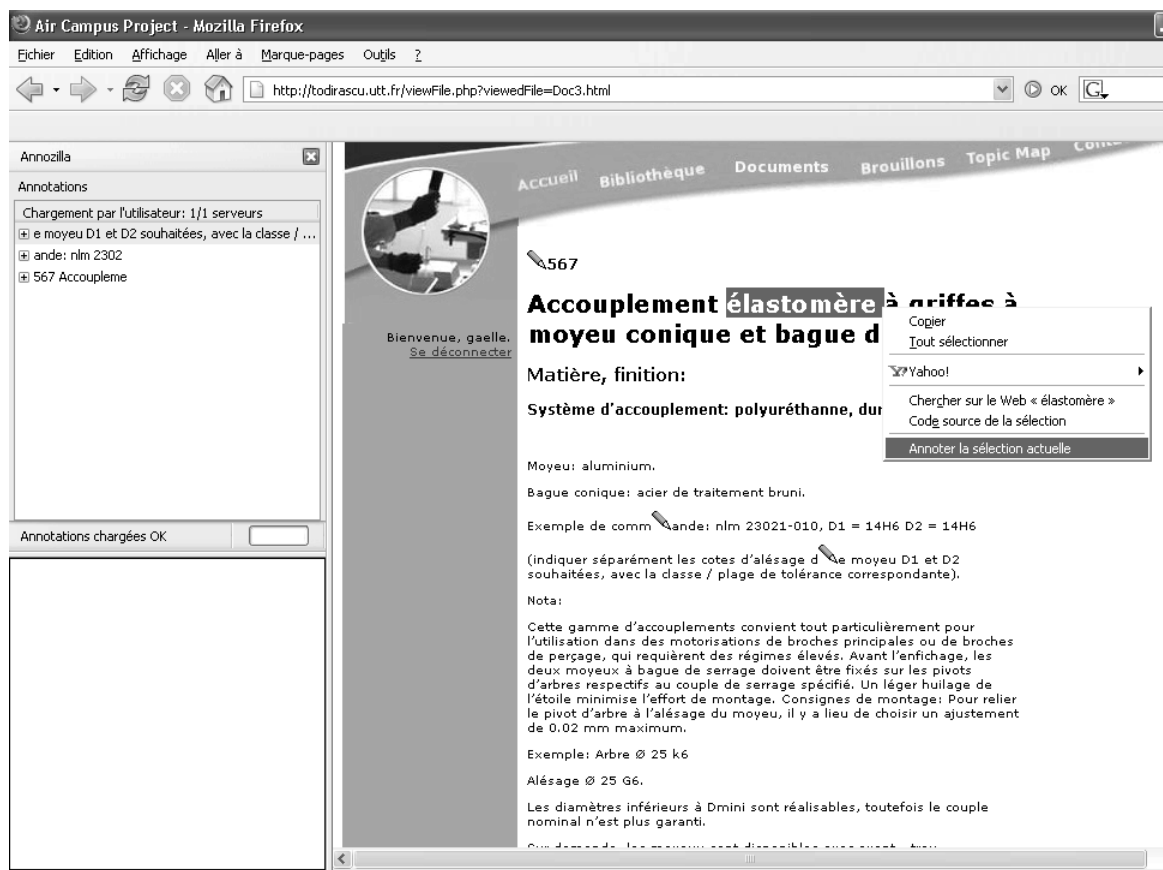 Air Campus Project - Mozilla Firefox
Fichier Edition Affichage Aller à Marque-pages Outils ?
http://todirascu.utt.fr/viewFile.php?viewedFile=Doc3.html OK G
Annozilla
Annotations
Chargement par l'utilisateur: 1/1 serveurs
e moyeu D1 et D2 souhaitées, avec la classe / ...
ande: nlm 2302
567 Accoupleme
Annotations chargées OK
Accueil Bibliothèque Documents Brouillons Topic Map
Bienvenue, gaelle.
Se déconnecter
567
Accouplement élastomère à griffes à
moyeu conique et bague d
Matière, finition:
Système d'accouplement: polyuréthanne, dur
Copier
Tout sélectionner
Yahoo!
Chercher sur le Web « élastomère »
Code source de la sélection
Annoter la sélection actuelle
Moyeu: aluminium.
Bague conique: acier de traitement bruni.
Exemple de comm ande: nlm 23021-010, D1 = 14H6 D2 = 14H6
(indiquer séparément les cotes d'alésage d e moyeu D1 et D2
souhaitées, avec la classe / plage de tolérance correspondante).
Nota:
Cette gamme d'accouplements convient tout particulièrement pour
l'utilisation dans des motorisations de broches principales ou de broches
de perçage, qui requièrent des régimes élevés. Avant l'enfichage, les
deux moyeux à bague de serrage doivent être fixés sur les pivots
d'arbres respectifs au couple de serrage spécifié. Un léger huilage de
l'étoile minimise l'effort de montage. Consignes de montage: Pour relier
le pivot d'arbre à l'alésage du moyeu, il y a lieu de choisir un ajustement
de 0.02 mm maximum.
Exemple: Arbre Ø 25 k6
Alésage Ø 25 G6.
Les diamètres inférieurs à Dmini sont réalisables, toutefois le couple
nominal n'est plus garanti.